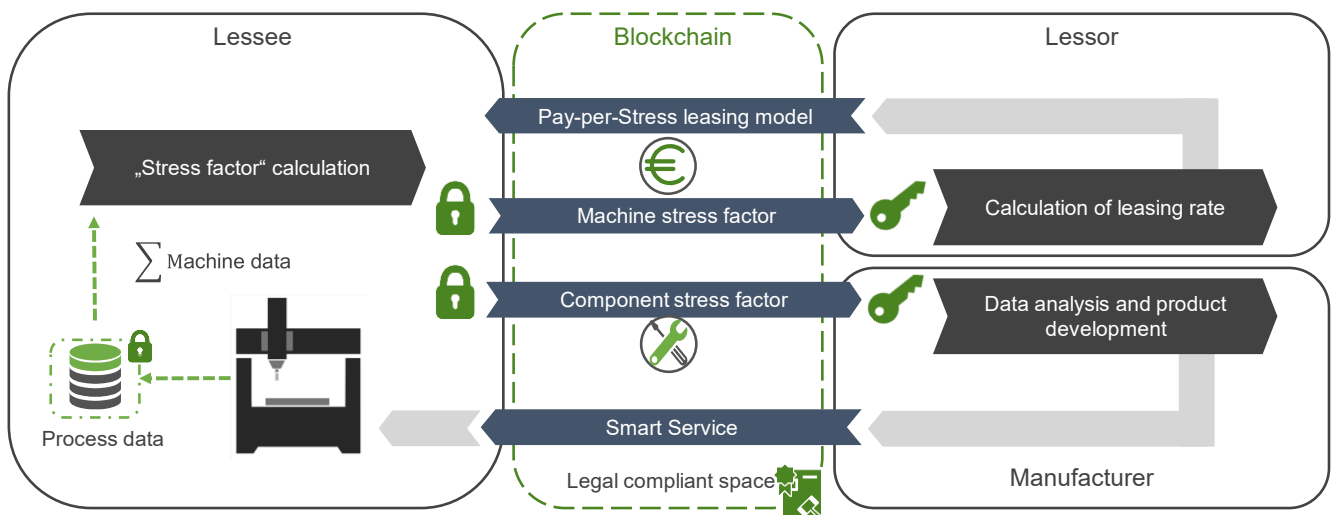 Lessee
Blockchain
Lessor
Pay-per-Stress leasing model
„Stress factor“ calculation
Machine stress factor
Calculation of leasing rate
∑ Machine data
Component stress factor
Data analysis and product
development
Process data
Smart Service
Legal compliant space
Manufacturer